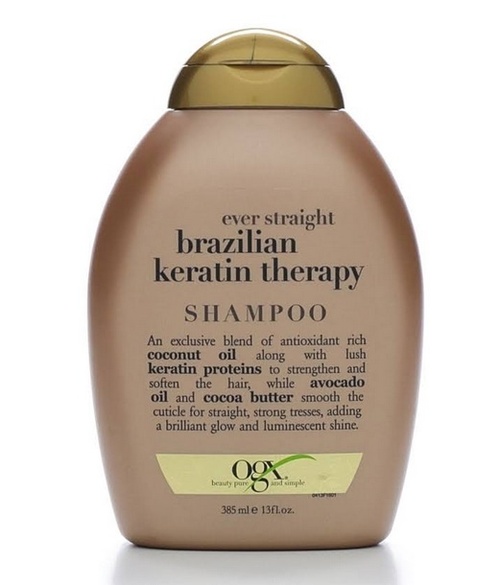 ever straight
brazilian
keratin therapy
SHAMPOO
An exclusive blend of antioxidant rich
coconut oil along with lush
keratin proteins to strengthen and
soften the hair, while avocado
oil and cocoa butter smooth the
cuticle for straight, strong tresses, adding
a brilliant glow and luminescent shine.
ogx®
beauty pure and simple
385 ml e 13fl.oz.